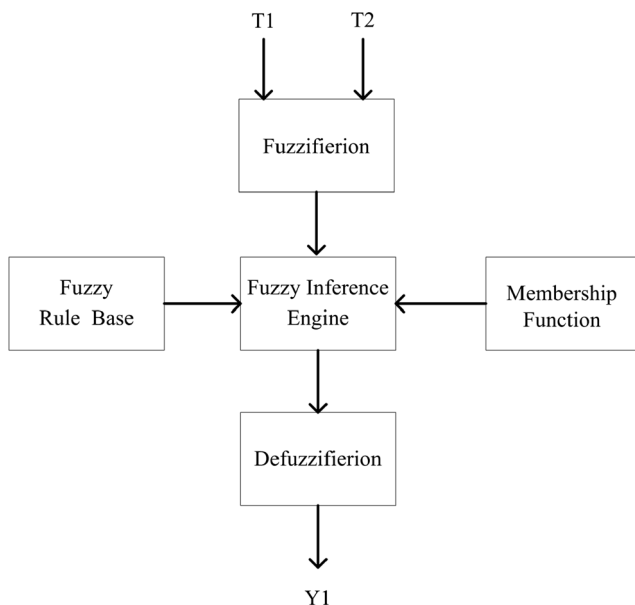 T1 T2
Fuzzifierion
Fuzzy
Rule Base
Fuzzy Inference
Engine
Membership
Function
Defuzzifierion
Y1